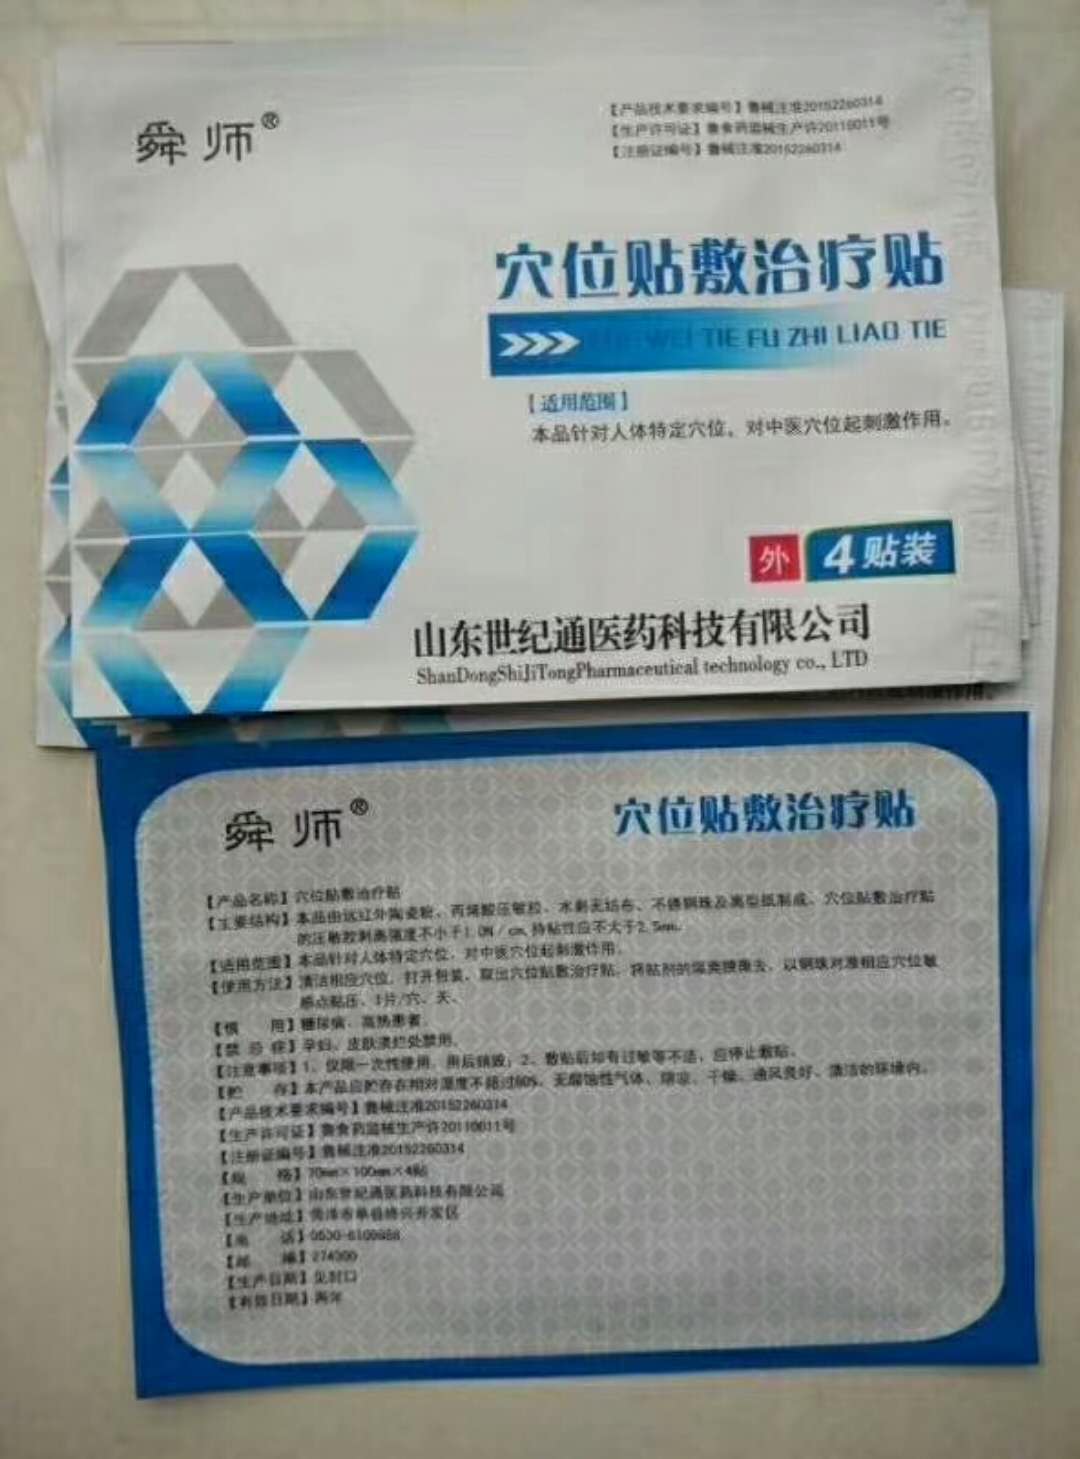 舜师®
【产品技术要求编号】鲁械注准20152260314
【生产许可证】鲁食药监械生产许20110011号
【注册证编号】鲁械注准20152260314
穴位贴敷治疗贴
WEI TIE FU ZHI LIAO TIE
【适用范围】
本品针对人体特定穴位，对中医穴位起刺激作用。
外 4贴装
山东世纪通医药科技有限公司
ShanDongShiJiTongPharmaceutical technology co., LTD
舜师®
穴位贴敷治疗贴
【产品名称】穴位贴敷治疗贴
【主要结构】本品由远红外陶瓷粉、丙烯酸压敏胶、水刺无纺布、不锈钢珠及离型纸制成。穴位贴敷治疗贴
的压敏胶剥离强度不小于1.0N／cm,持粘性应不大于2.5mm。
【适用范围】本品针对人体特定穴位，对中医穴位起刺激作用。
【使用方法】清洁相应穴位，打开包装，取出穴位贴敷治疗贴，将贴剂的隔离膜撕去，以钢珠对准相应穴位敏
感点贴压，1片/穴、天、
【慎 用】糖尿病、高热患者。
【禁 忌 症】孕妇、皮肤溃烂处禁用。
【注意事项】1、仅限一次性使用，用后销毁；2、敷贴后如有过敏等不适，应停止敷贴。
【贮 存】本产品应贮存在相对湿度不超过80%、无腐蚀性气体、阴凉、干燥、通风良好、清洁的环境内。
【产品技术要求编号】鲁械注准20152260314
【生产许可证】鲁食药监械生产许20110011号
【注册证编号】鲁械注准20152260314
【规 格】70mm×100mm×4贴
【生产单位】山东世纪通医药科技有限公司
【生产地址】菏泽市单县终兴开发区
【电 话】0530-
【邮 编】274300
【生产日期】见封口
【有效日期】两年